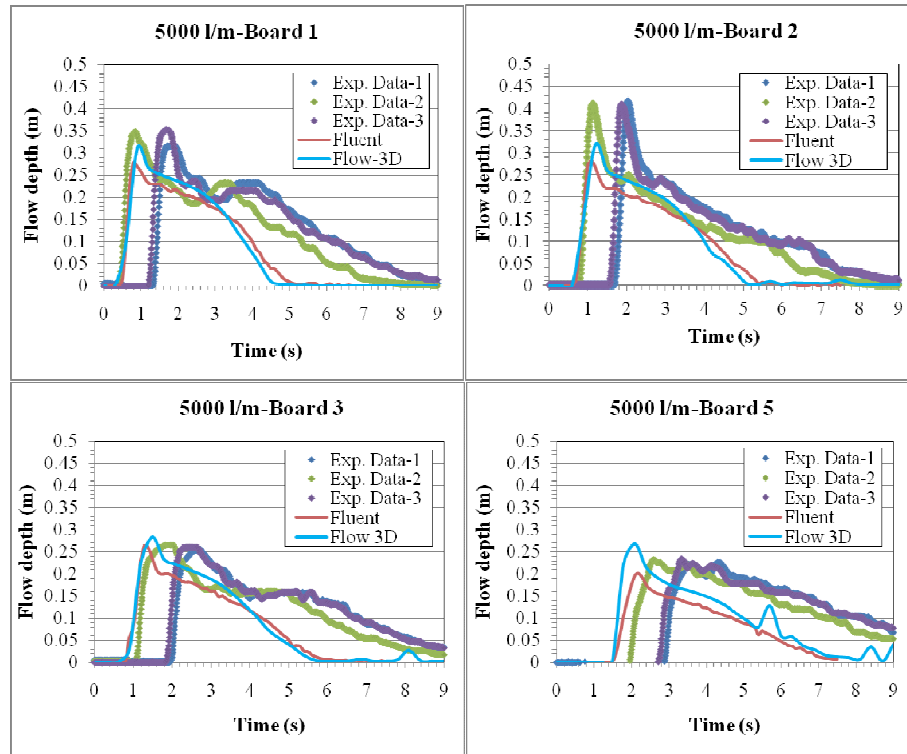 5000 l/m-Board 1
0.5
0.45
0.4
0.35
0.3
0.25
0.2
0.15
0.1
0.05
0
Flow depth (m)
Exp. Data-1
Exp. Data-2
Exp. Data-3
Fluent
Flow-3D
0 1 2 3 4 5 6 7 8 9
Time (s)
5000 l/m-Board 2
0.5
0.45
0.4
0.35
0.3
0.25
0.2
0.15
0.1
0.05
0
Flow depth (m)
Exp. Data-1
Exp. Data-2
Exp. Data-3
Fluent
Flow 3D
0 1 2 3 4 5 6 7 8 9
Time (s)
5000 l/m-Board 3
0.5
0.45
0.4
0.35
0.3
0.25
0.2
0.15
0.1
0.05
0
Flow depth (m)
Exp. Data-1
Exp. Data-2
Exp. Data-3
Fluent
Flow 3D
0 1 2 3 4 5 6 7 8 9
Time (s)
5000 l/m-Board 5
0.5
0.45
0.4
0.35
0.3
0.25
0.2
0.15
0.1
0.05
0
Flow depth (m)
Exp. Data-1
Exp. Data-2
Exp. Data-3
Fluent
Flow 3D
0 1 2 3 4 5 6 7 8 9
Time (s)